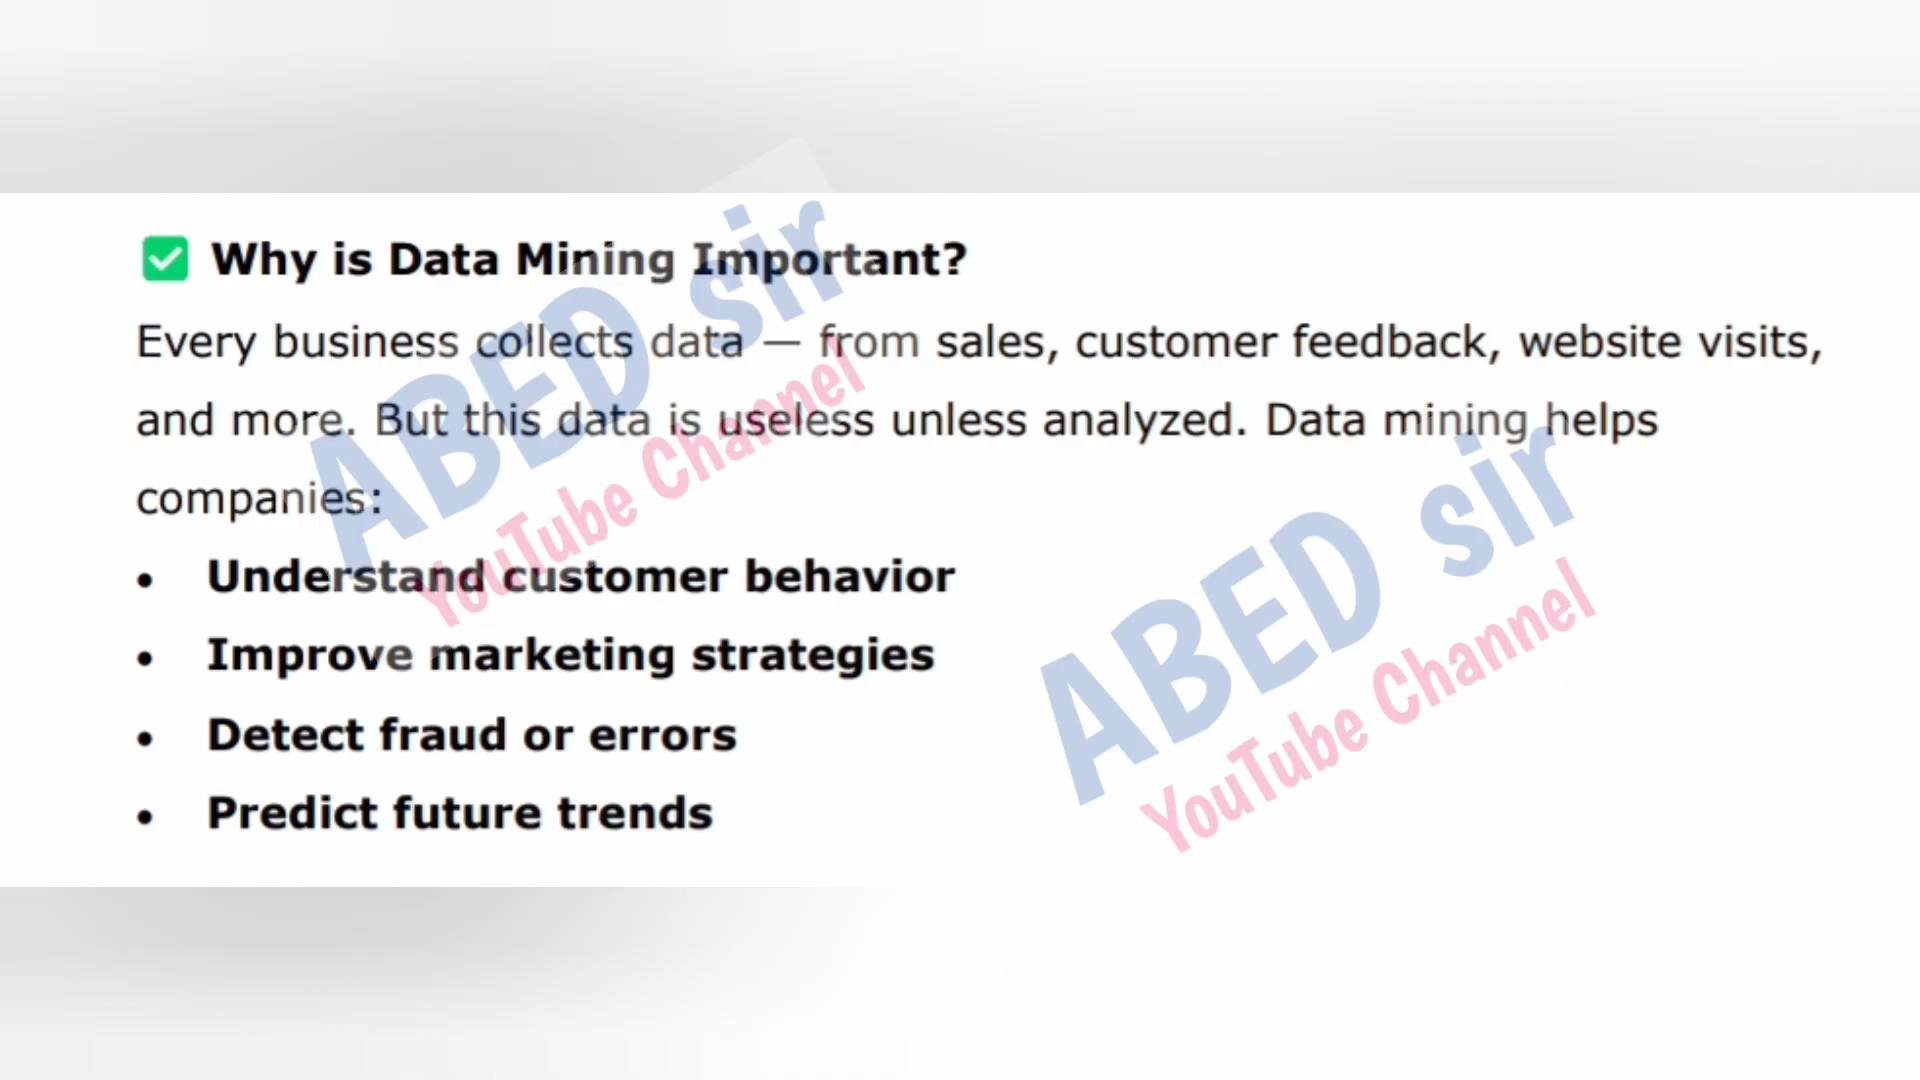 ✅ Why is Data Mining Important?
Every business collects data — from sales, customer feedback, website visits,
and more. But this data is useless unless analyzed. Data mining helps
companies:
• Understand customer behavior
• Improve marketing strategies
• Detect fraud or errors
• Predict future trends
ABED sir
YouTube Channel
ABED sir
YouTube Channel